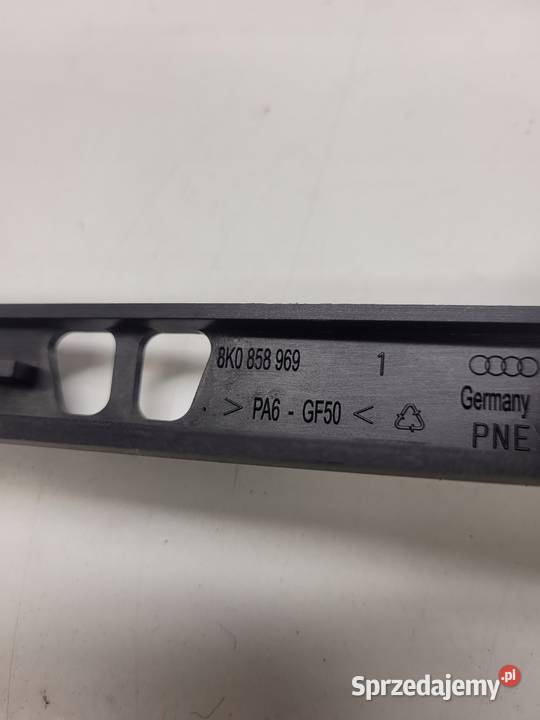 8K0 858 969 1
> PA6 - GF50 <
Germany
PNE
Sprzedajemy.pl